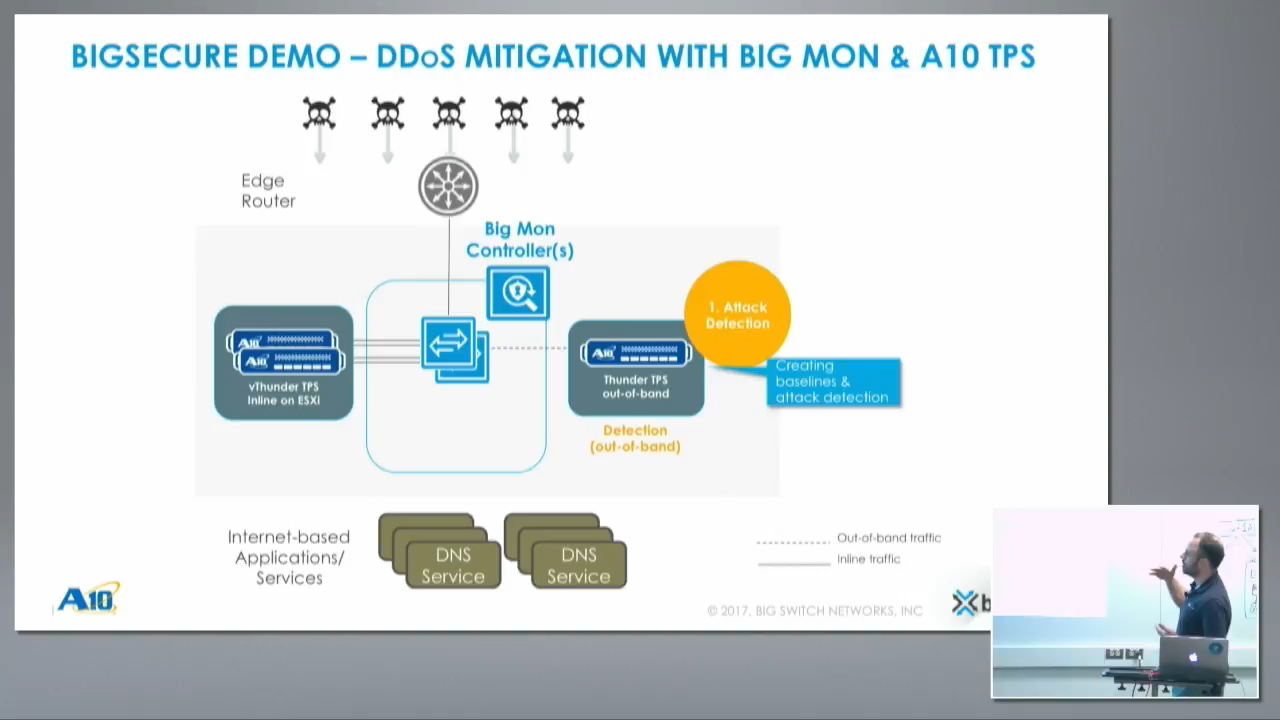 BIGSECURE DEMO – DDoS MITIGATION WITH BIG MON & A10 TPS
Edge
Router
Big Mon
Controller(s)
1. Attack
Detection
Creating
baselines &
attack detection
A10
A10
vThunder TPS
Inline on ESXi
A10
Thunder TPS
out-of-band
Detection
(out-of-band)
Internet-based
Applications/
Services
DNS
Service
DNS
Service
Out-of-band traffic
Inline traffic
A10
© 2017, BIG SWITCH NETWORKS, INC
b